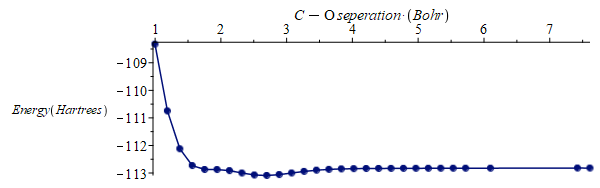 C − O seperation (Bohr)
1 2 3 4 5 6 7
-109
-110
Energy(Hartrees) -111
-112
-113